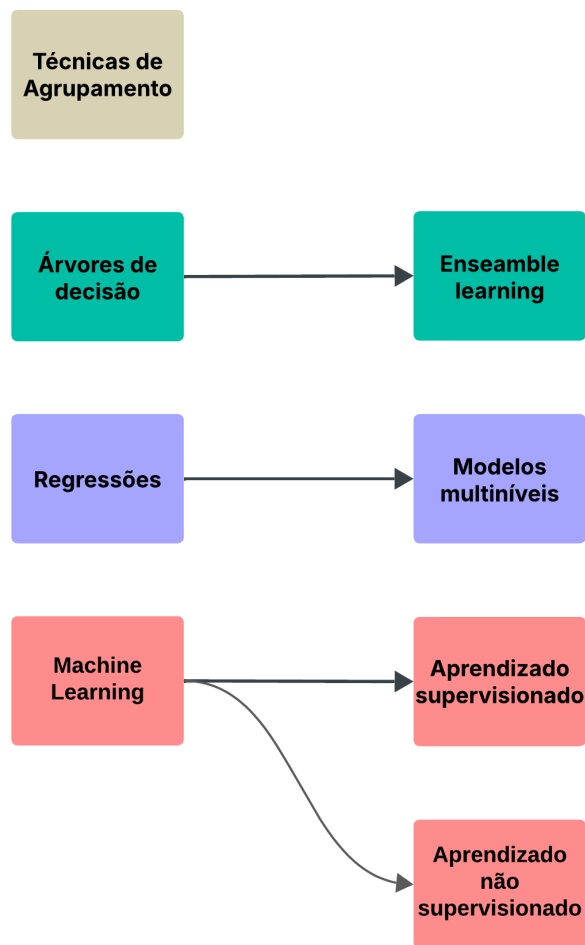 Técnicas de
Agrupamento
Árvores de
decisão
Enseamble
learning
Regressões
Modelos
multiníveis
Machine
Learning
Aprendizado
supervisionado
Aprendizado
não
supervisionado